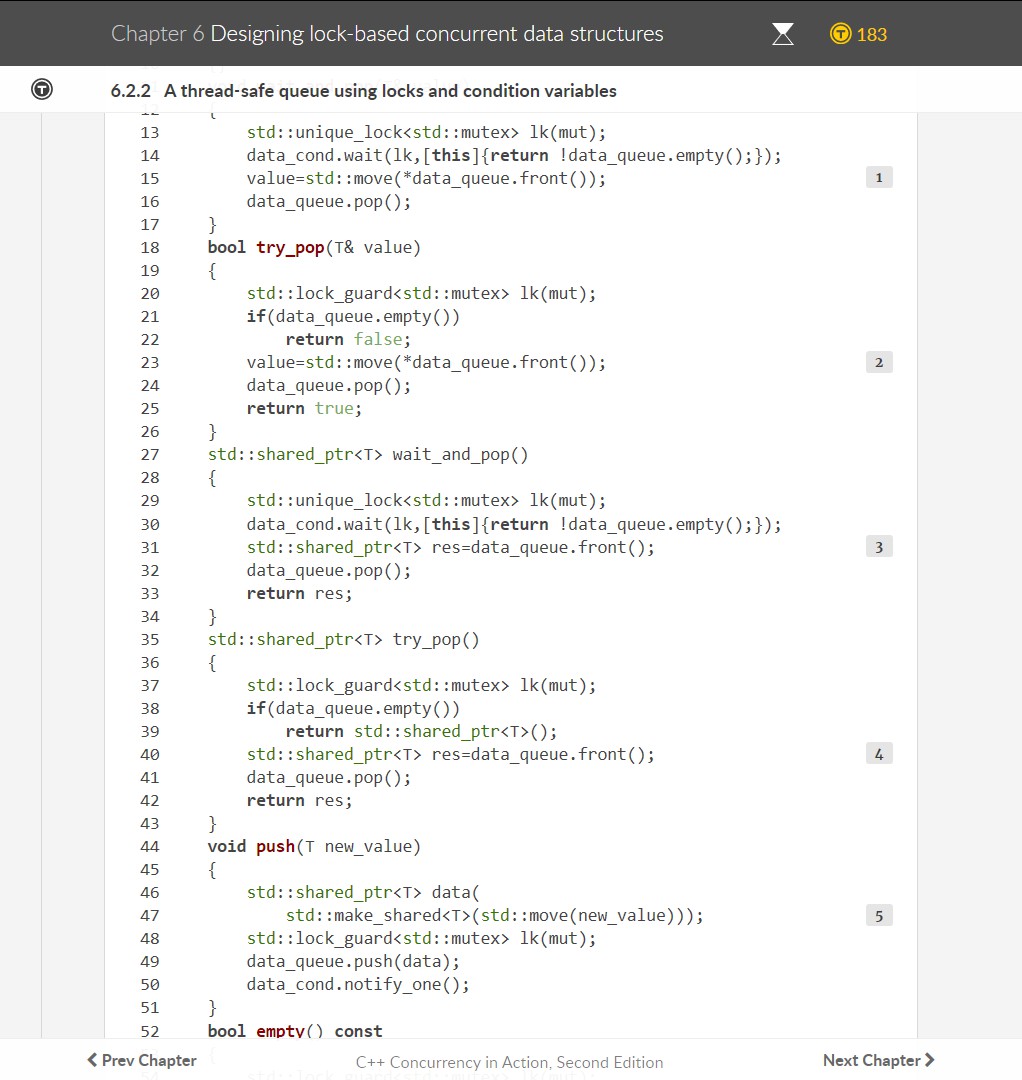 Chapter 6 Designing lock-based concurrent data structures
183
6.2.2 A thread-safe queue using locks and condition variables
12 {
13 std::unique_lock<std::mutex> lk(mut);
14 data_cond.wait(lk,[this]{return !data_queue.empty();});
15 value=std::move(*data_queue.front()); 1
16 data_queue.pop();
17 }
18 bool try_pop(T& value)
19 {
20 std::lock_guard<std::mutex> lk(mut);
21 if(data_queue.empty())
22 return false;
23 value=std::move(*data_queue.front()); 2
24 data_queue.pop();
25 return true;
26 }
27 std::shared_ptr<T> wait_and_pop()
28 {
29 std::unique_lock<std::mutex> lk(mut);
30 data_cond.wait(lk,[this]{return !data_queue.empty();});
31 std::shared_ptr<T> res=data_queue.front(); 3
32 data_queue.pop();
33 return res;
34 }
35 std::shared_ptr<T> try_pop()
36 {
37 std::lock_guard<std::mutex> lk(mut);
38 if(data_queue.empty())
39 return std::shared_ptr<T>();
40 std::shared_ptr<T> res=data_queue.front(); 4
41 data_queue.pop();
42 return res;
43 }
44 void push(T new_value)
45 {
46 std::shared_ptr<T> data(
47 std::make_shared<T>(std::move(new_value))); 5
48 std::lock_guard<std::mutex> lk(mut);
49 data_queue.push(data);
50 data_cond.notify_one();
51 }
52 bool empty() const
Prev Chapter
C++ Concurrency in Action, Second Edition
Next Chapter